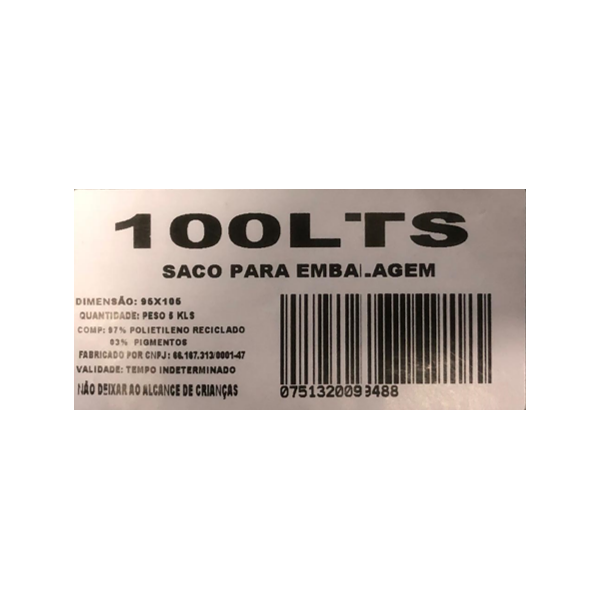 100LTS
SACO PARA EMBALAGEM
DIMENSÃO: 95X105
QUANTIDADE: PESO 5 KLS
COMP: 97% POLIETILENO RECICLADO
03% PIGMENTOS
FABRICADO POR CNPJ: 66.167.313/0001-47
VALIDADE: TEMPO INDETERMINADO
NÃO DEIXAR AO ALCANCE DE CRIANÇAS
0751320099488